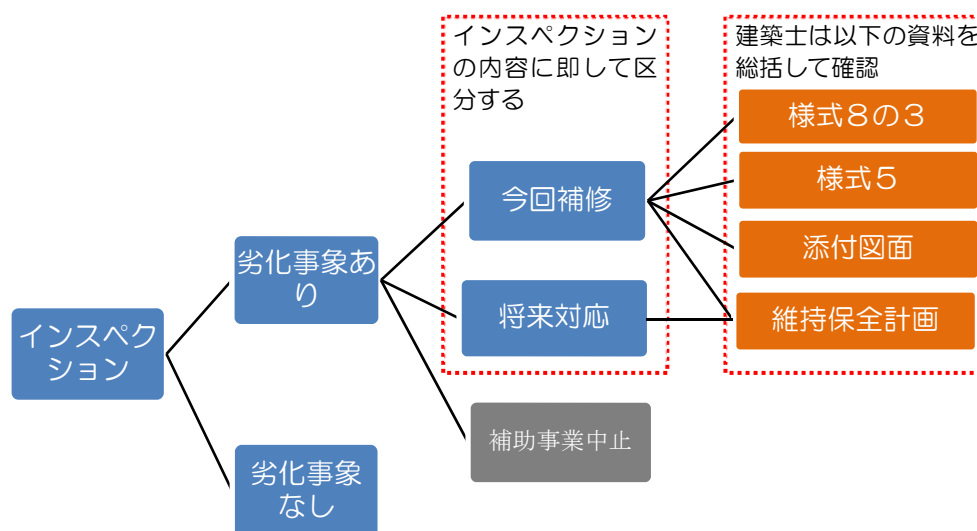 インスペクション
の内容に即して区
分する
建築士は以下の資料を
総括して確認
様式８の３
様式５
添付図面
維持保全計画
今回補修
将来対応
補助事業中止
劣化事象あ
り
劣化事象
なし
インスペク
ション